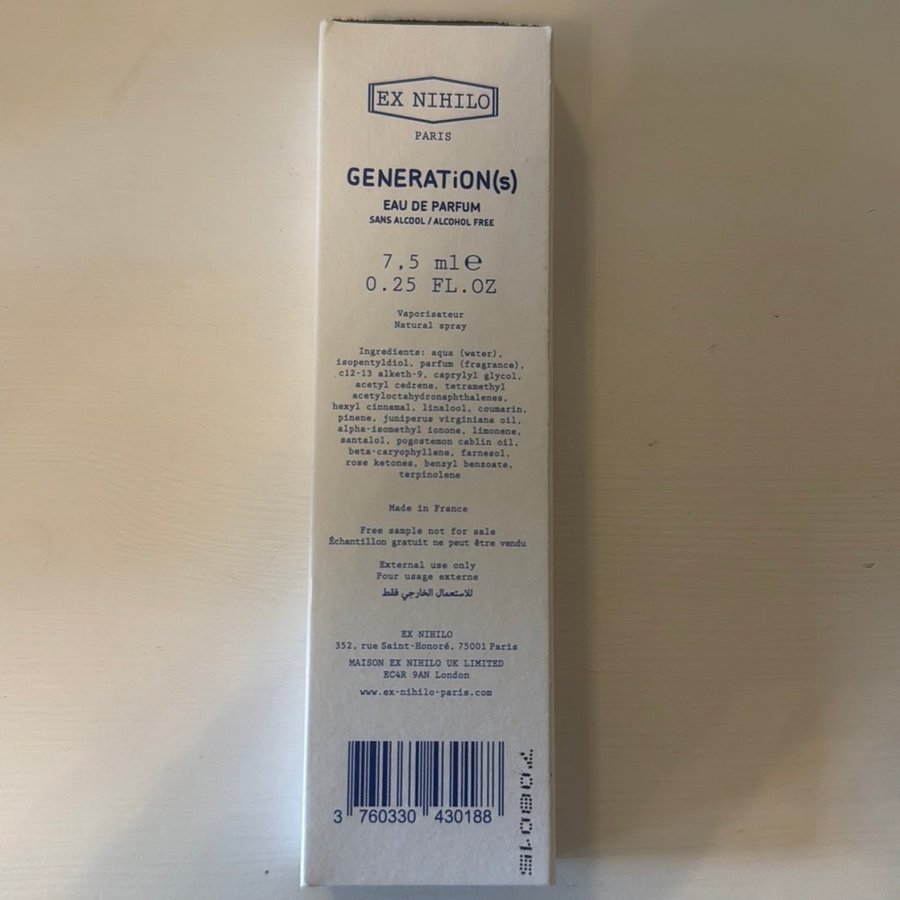 EX NIHILO
PARIS
GENERATiON(s)
EAU DE PARFUM
SANS ALCOOL / ALCOHOL FREE
7,5 ml℮
0.25 FL.OZ
Vaporisateur
Natural spray
Ingredients: aqua (water),
isopentyldiol, parfum (fragrance),
c12-13 alketh-9, caprylyl glycol,
acetyl cedrene, tetramethyl
acetyloctahydronaphthalenes,
hexyl cinnamal, linalool, coumarin,
pinene, juniperus virginiana oil,
alpha-isomethyl ionone, limonene,
santalol, pogostemon cablin oil,
beta-caryophyllene, farnesol,
rose ketones, benzyl benzoate,
terpinolene
Made in France
Free sample not for sale
Échantillon gratuit ne peut être vendu
External use only
Pour usage externe
للاستعمال الخارجي فقط
EX NIHILO
352, rue Saint-Honoré, 75001 Paris
MAISON EX NIHILO UK LIMITED
EC4R 9AN London
www.ex-nihilo-paris.com
3 760330 430188